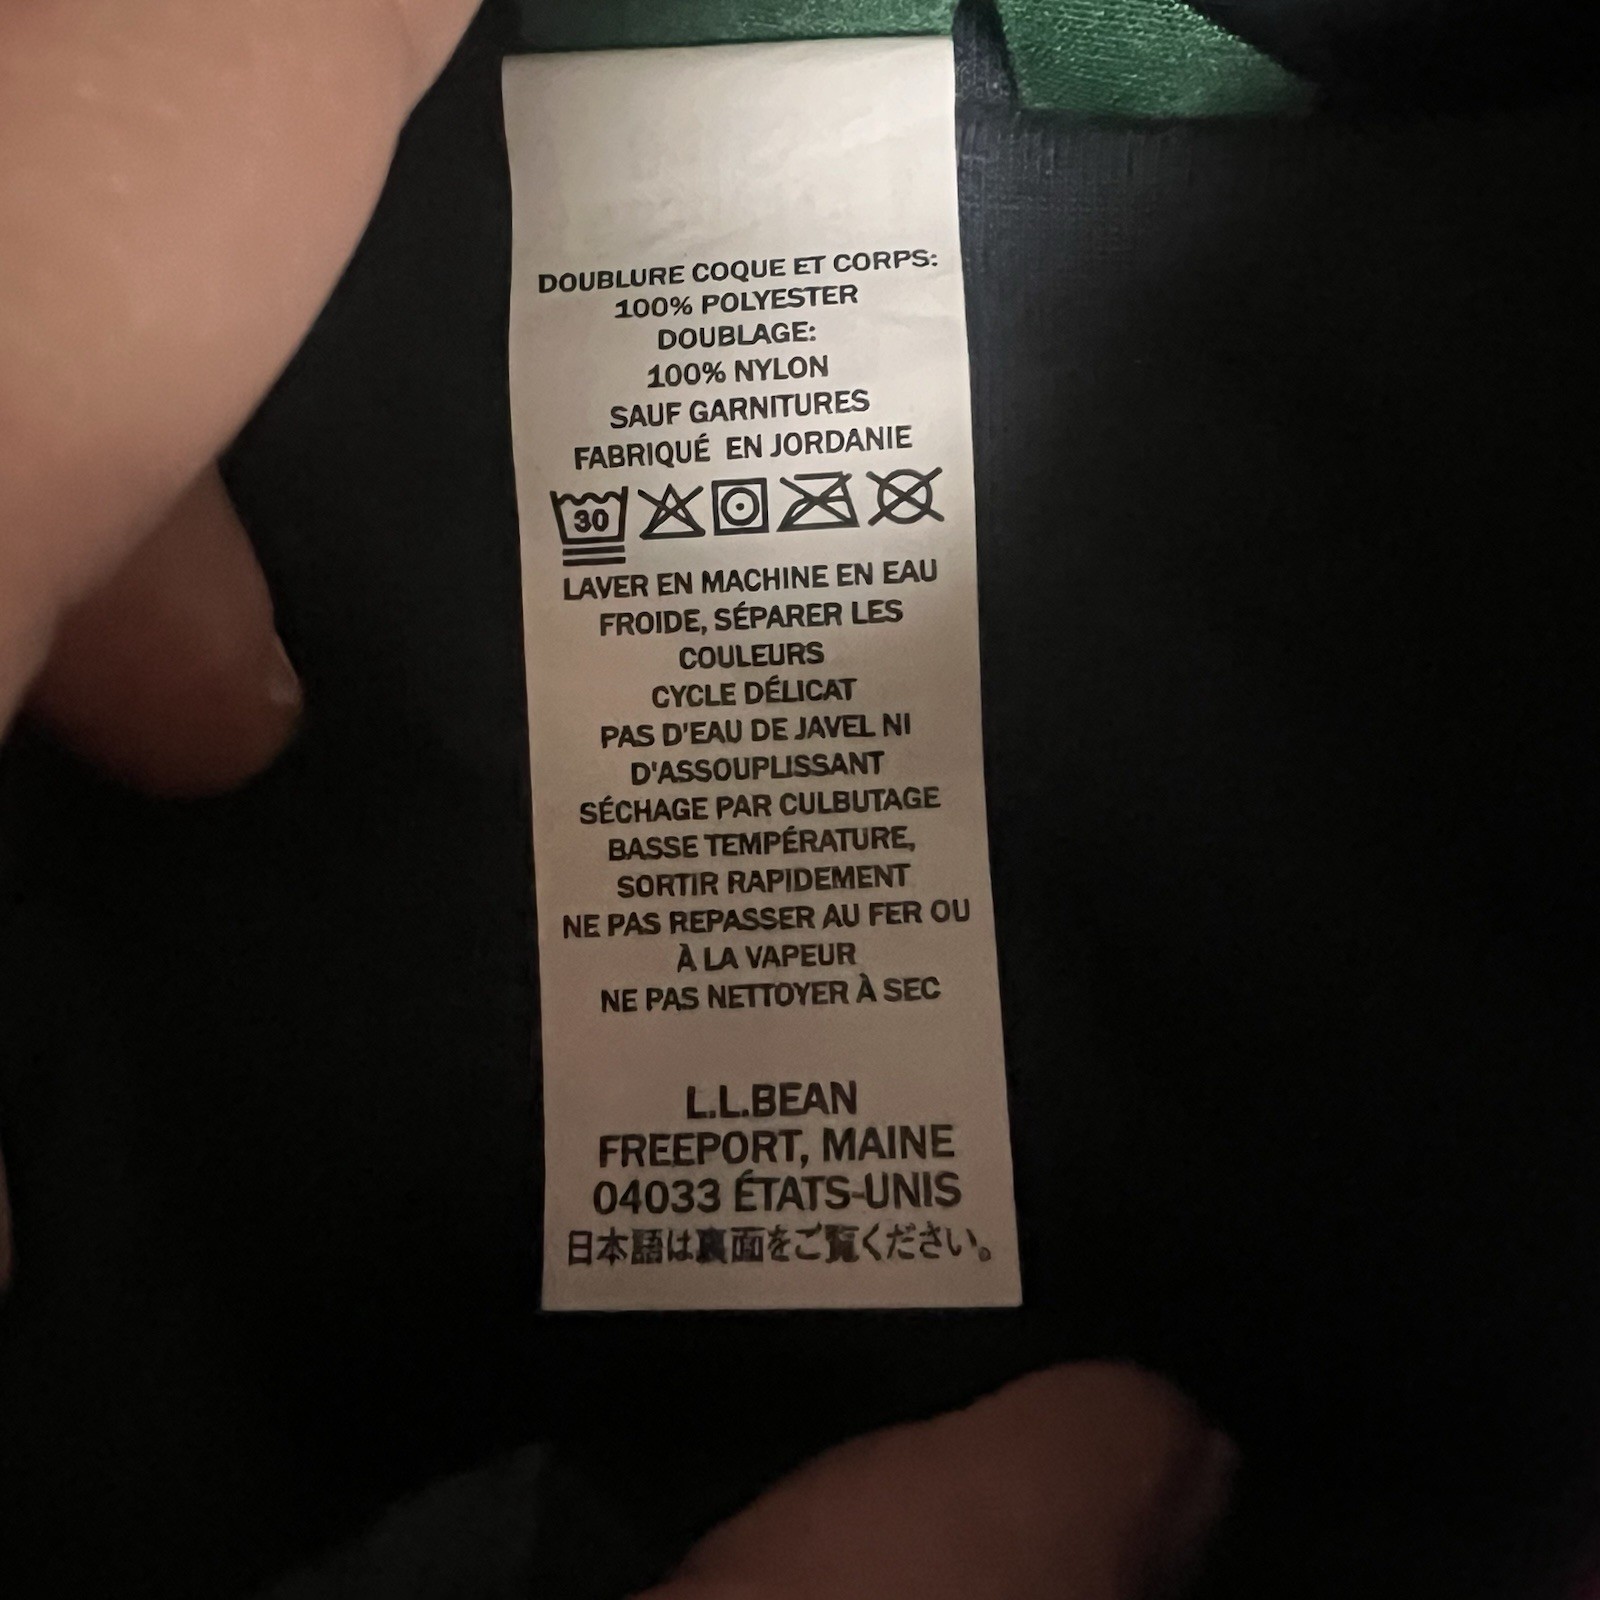 DOUBLURE COQUE ET CORPS:
100% POLYESTER
DOUBLAGE:
100% NYLON
SAUF GARNITURES
FABRIQUÉ EN JORDANIE
30
LAVER EN MACHINE EN EAU
FROIDE, SÉPARER LES
COULEURS
CYCLE DÉLICAT
PAS D'EAU DE JAVEL NI
D'ASSOUPLISSANT
SÉCHAGE PAR CULBUTAGE
BASSE TEMPÉRATURE,
SORTIR RAPIDEMENT
NE PAS REPASSER AU FER OU
À LA VAPEUR
NE PAS NETTOYER À SEC
L.L.BEAN
FREEPORT, MAINE
04033 ÉTATS-UNIS
日本語は裏面をご覧ください。